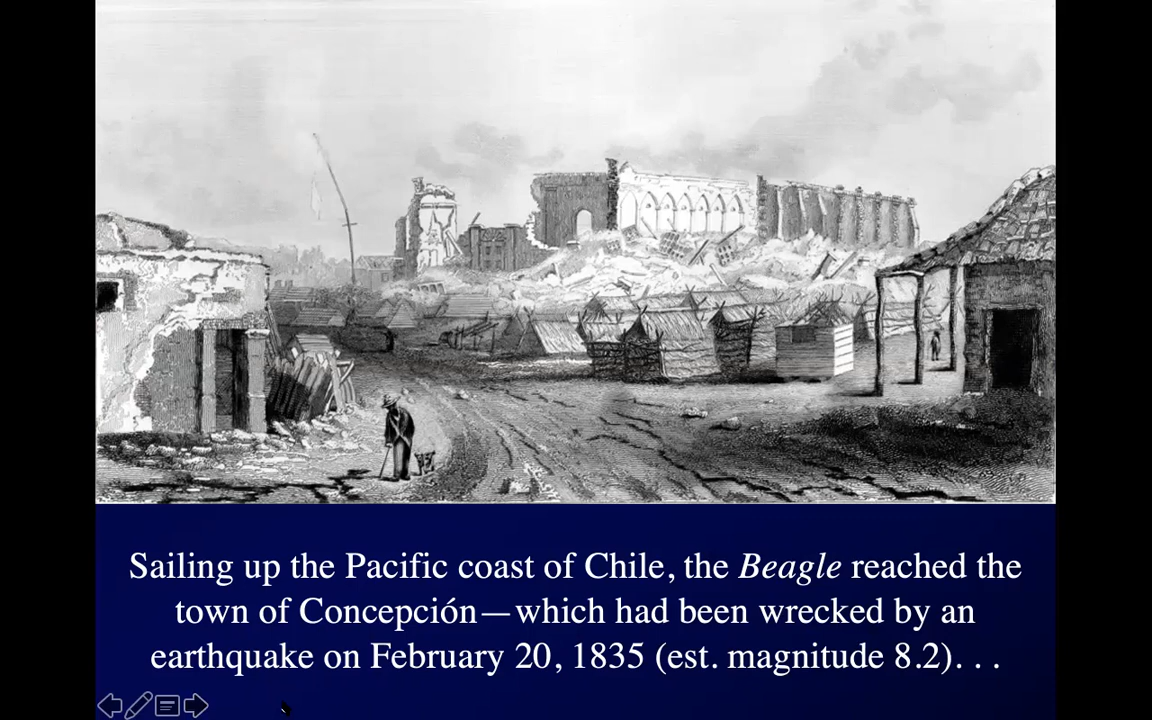 Sailing up the Pacific coast of Chile, the Beagle reached the
town of Concepción—which had been wrecked by an
earthquake on February 20, 1835 (est. magnitude 8.2). . .